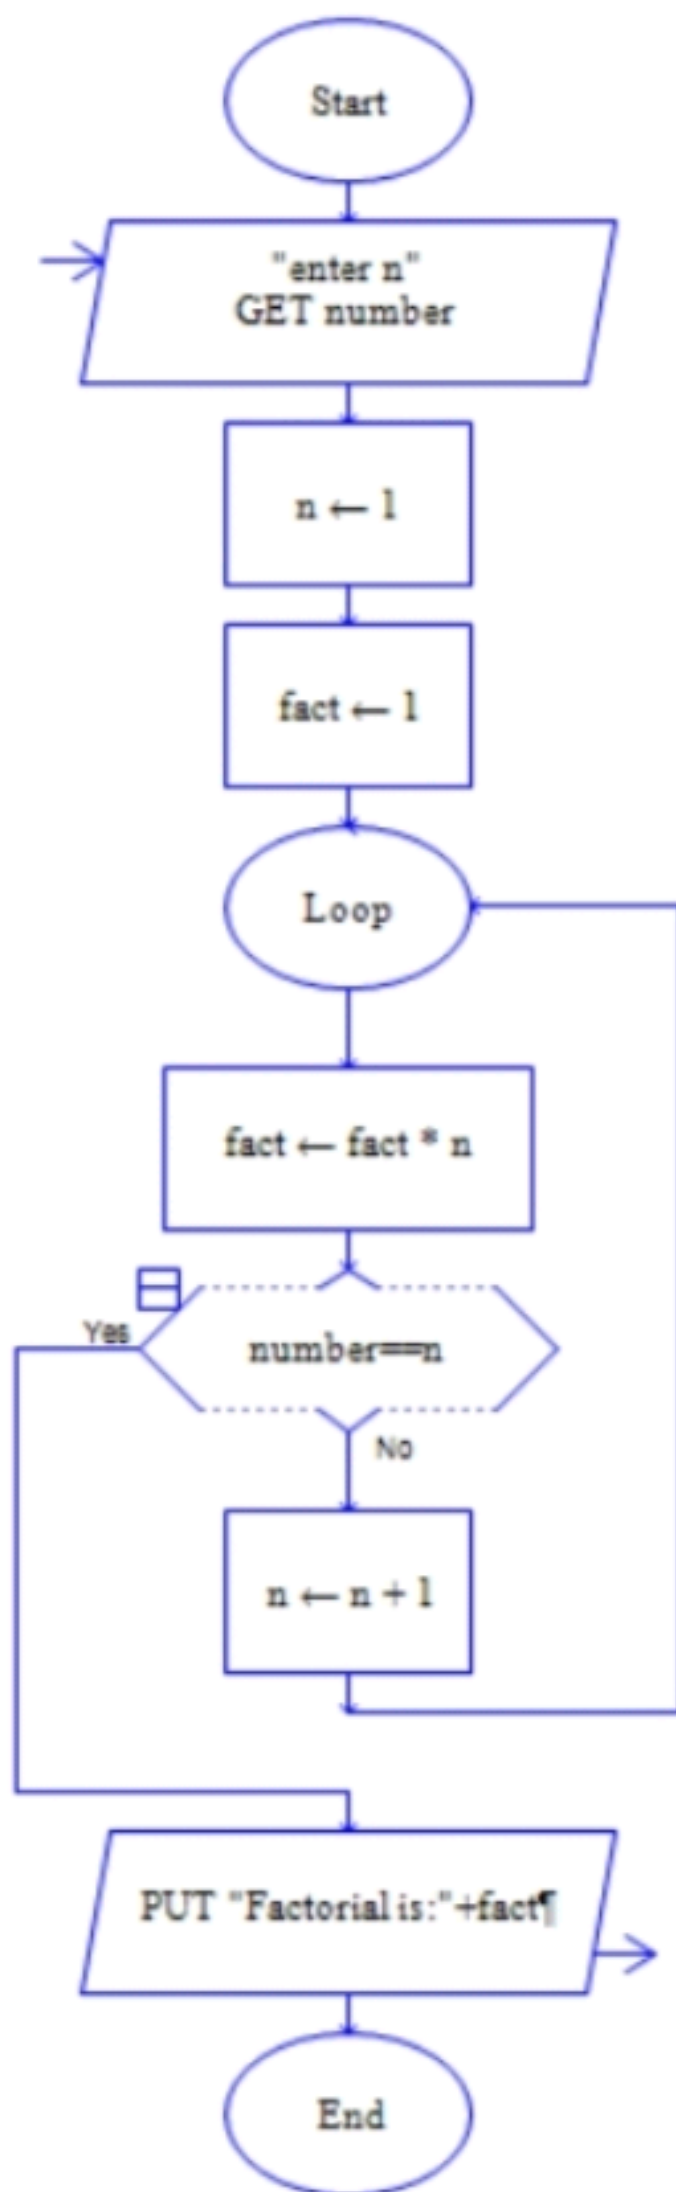 Start
"enter n"
GET number
n ← 1
fact ← 1
Loop
fact ← fact * n
Yes
number==n
No
n ← n + 1
PUT "Factorial is:"+fact¶
End